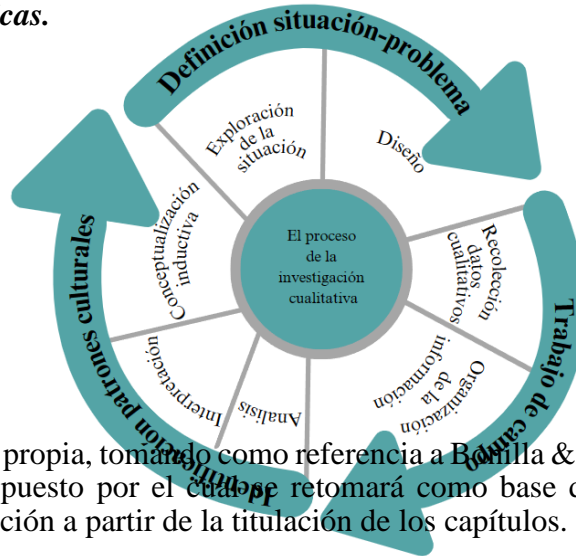 cas.
Definición situación-problema
Exploración
de la
situación
Diseño
Recolección
datos
cualitativos
Trabajo de campo
Organización
de la
información
Analisis
Interpretación
Identificación patrones culturales
Conceptualización
inductiva
El proceso
de la
investigación
cualitativa
propia, tomando como referencia a Bonilla &
puesto por el cual se retomará como base
ción a partir de la titulación de los capítulos.